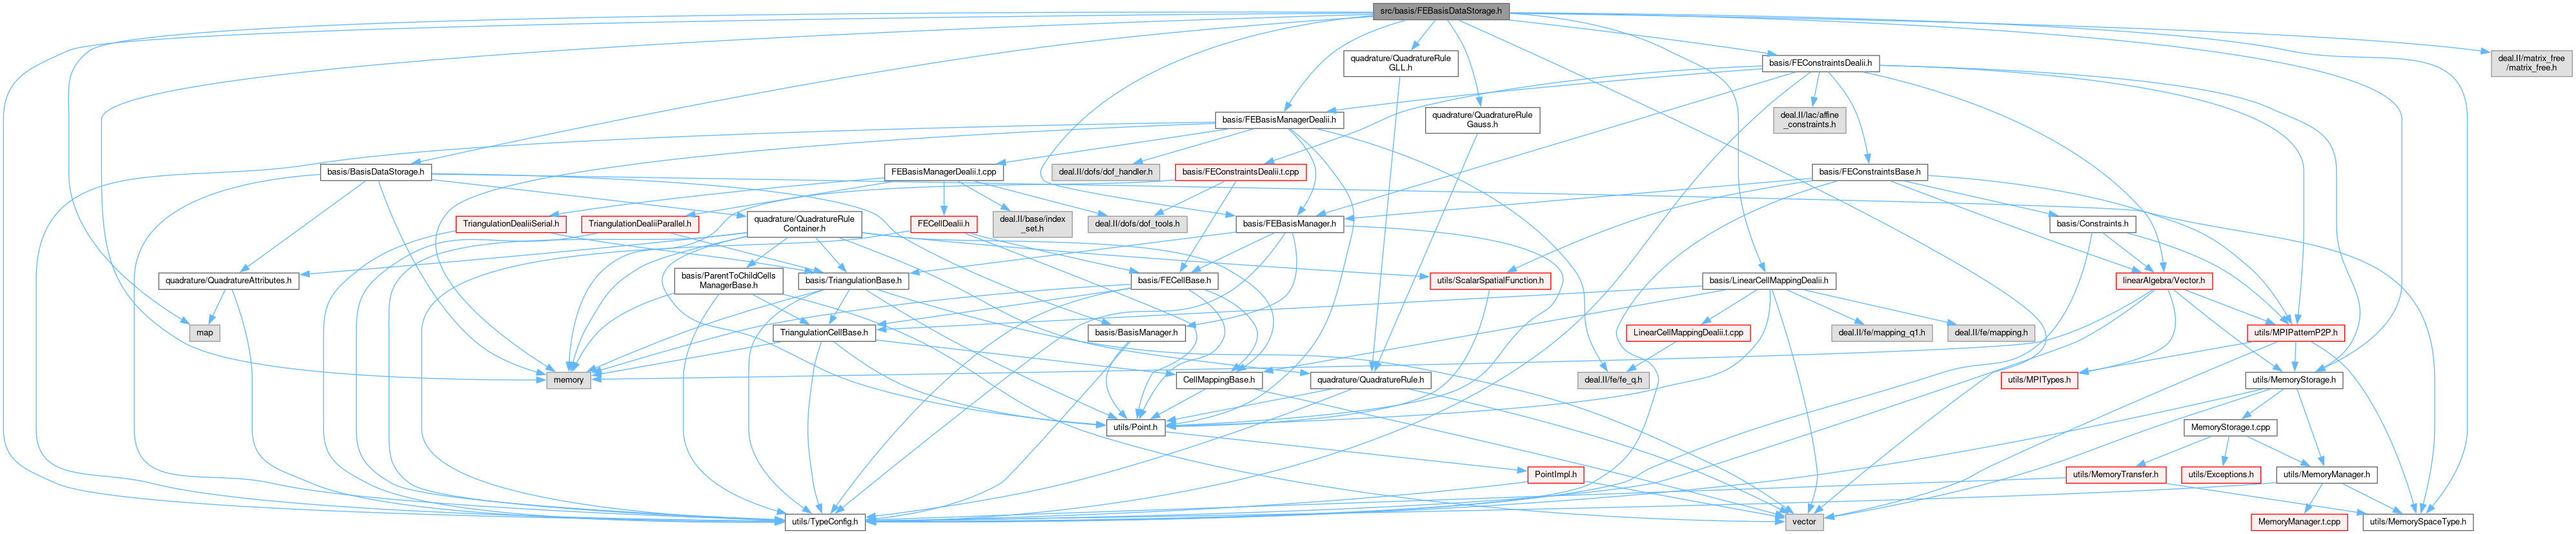 src/basis/FEBasisDataStorage.h
quadrature/QuadratureRule
GLL.h
basis/FEConstraintsDealii.h
deal.II/matrix_free
/matrix_free.h
basis/FEBasisManagerDealii.h
quadrature/QuadratureRule
Gauss.h
deal.II/lac/affine
_constraints.h
basis/BasisDataStorage.h
FEBasisManagerDealii.t.cpp
deal.II/dofs/dof_handler.h
basis/FEConstraintsDealii.t.cpp
basis/FEConstraintsBase.h
TriangulationDealiiSerial.h
TriangulationDealiiParallel.h
quadrature/QuadratureRule
Container.h
FECellDealii.h
deal.II/base/index
_set.h
deal.II/dofs/dof_tools.h
basis/FEBasisManager.h
basis/Constraints.h
quadrature/QuadratureAttributes.h
basis/ParentToChildCells
ManagerBase.h
basis/TriangulationBase.h
basis/FECellBase.h
utils/ScalarSpatialFunction.h
basis/LinearCellMappingDealii.h
linearAlgebra/Vector.h
map
TriangulationCellBase.h
basis/BasisManager.h
LinearCellMappingDealii.t.cpp
deal.II/fe/mapping_q1.h
deal.II/fe/mapping.h
utils/MPIPatternP2P.h
memory
CellMappingBase.h
quadrature/QuadratureRule.h
deal.II/fe/fe_q.h
utils/MPITypes.h
utils/MemoryStorage.h
utils/Point.h
MemoryStorage.t.cpp
PointImpl.h
utils/MemoryTransfer.h
utils/Exceptions.h
utils/MemoryManager.h
utils/TypeConfig.h
vector
MemoryManager.t.cpp
utils/MemorySpaceType.h